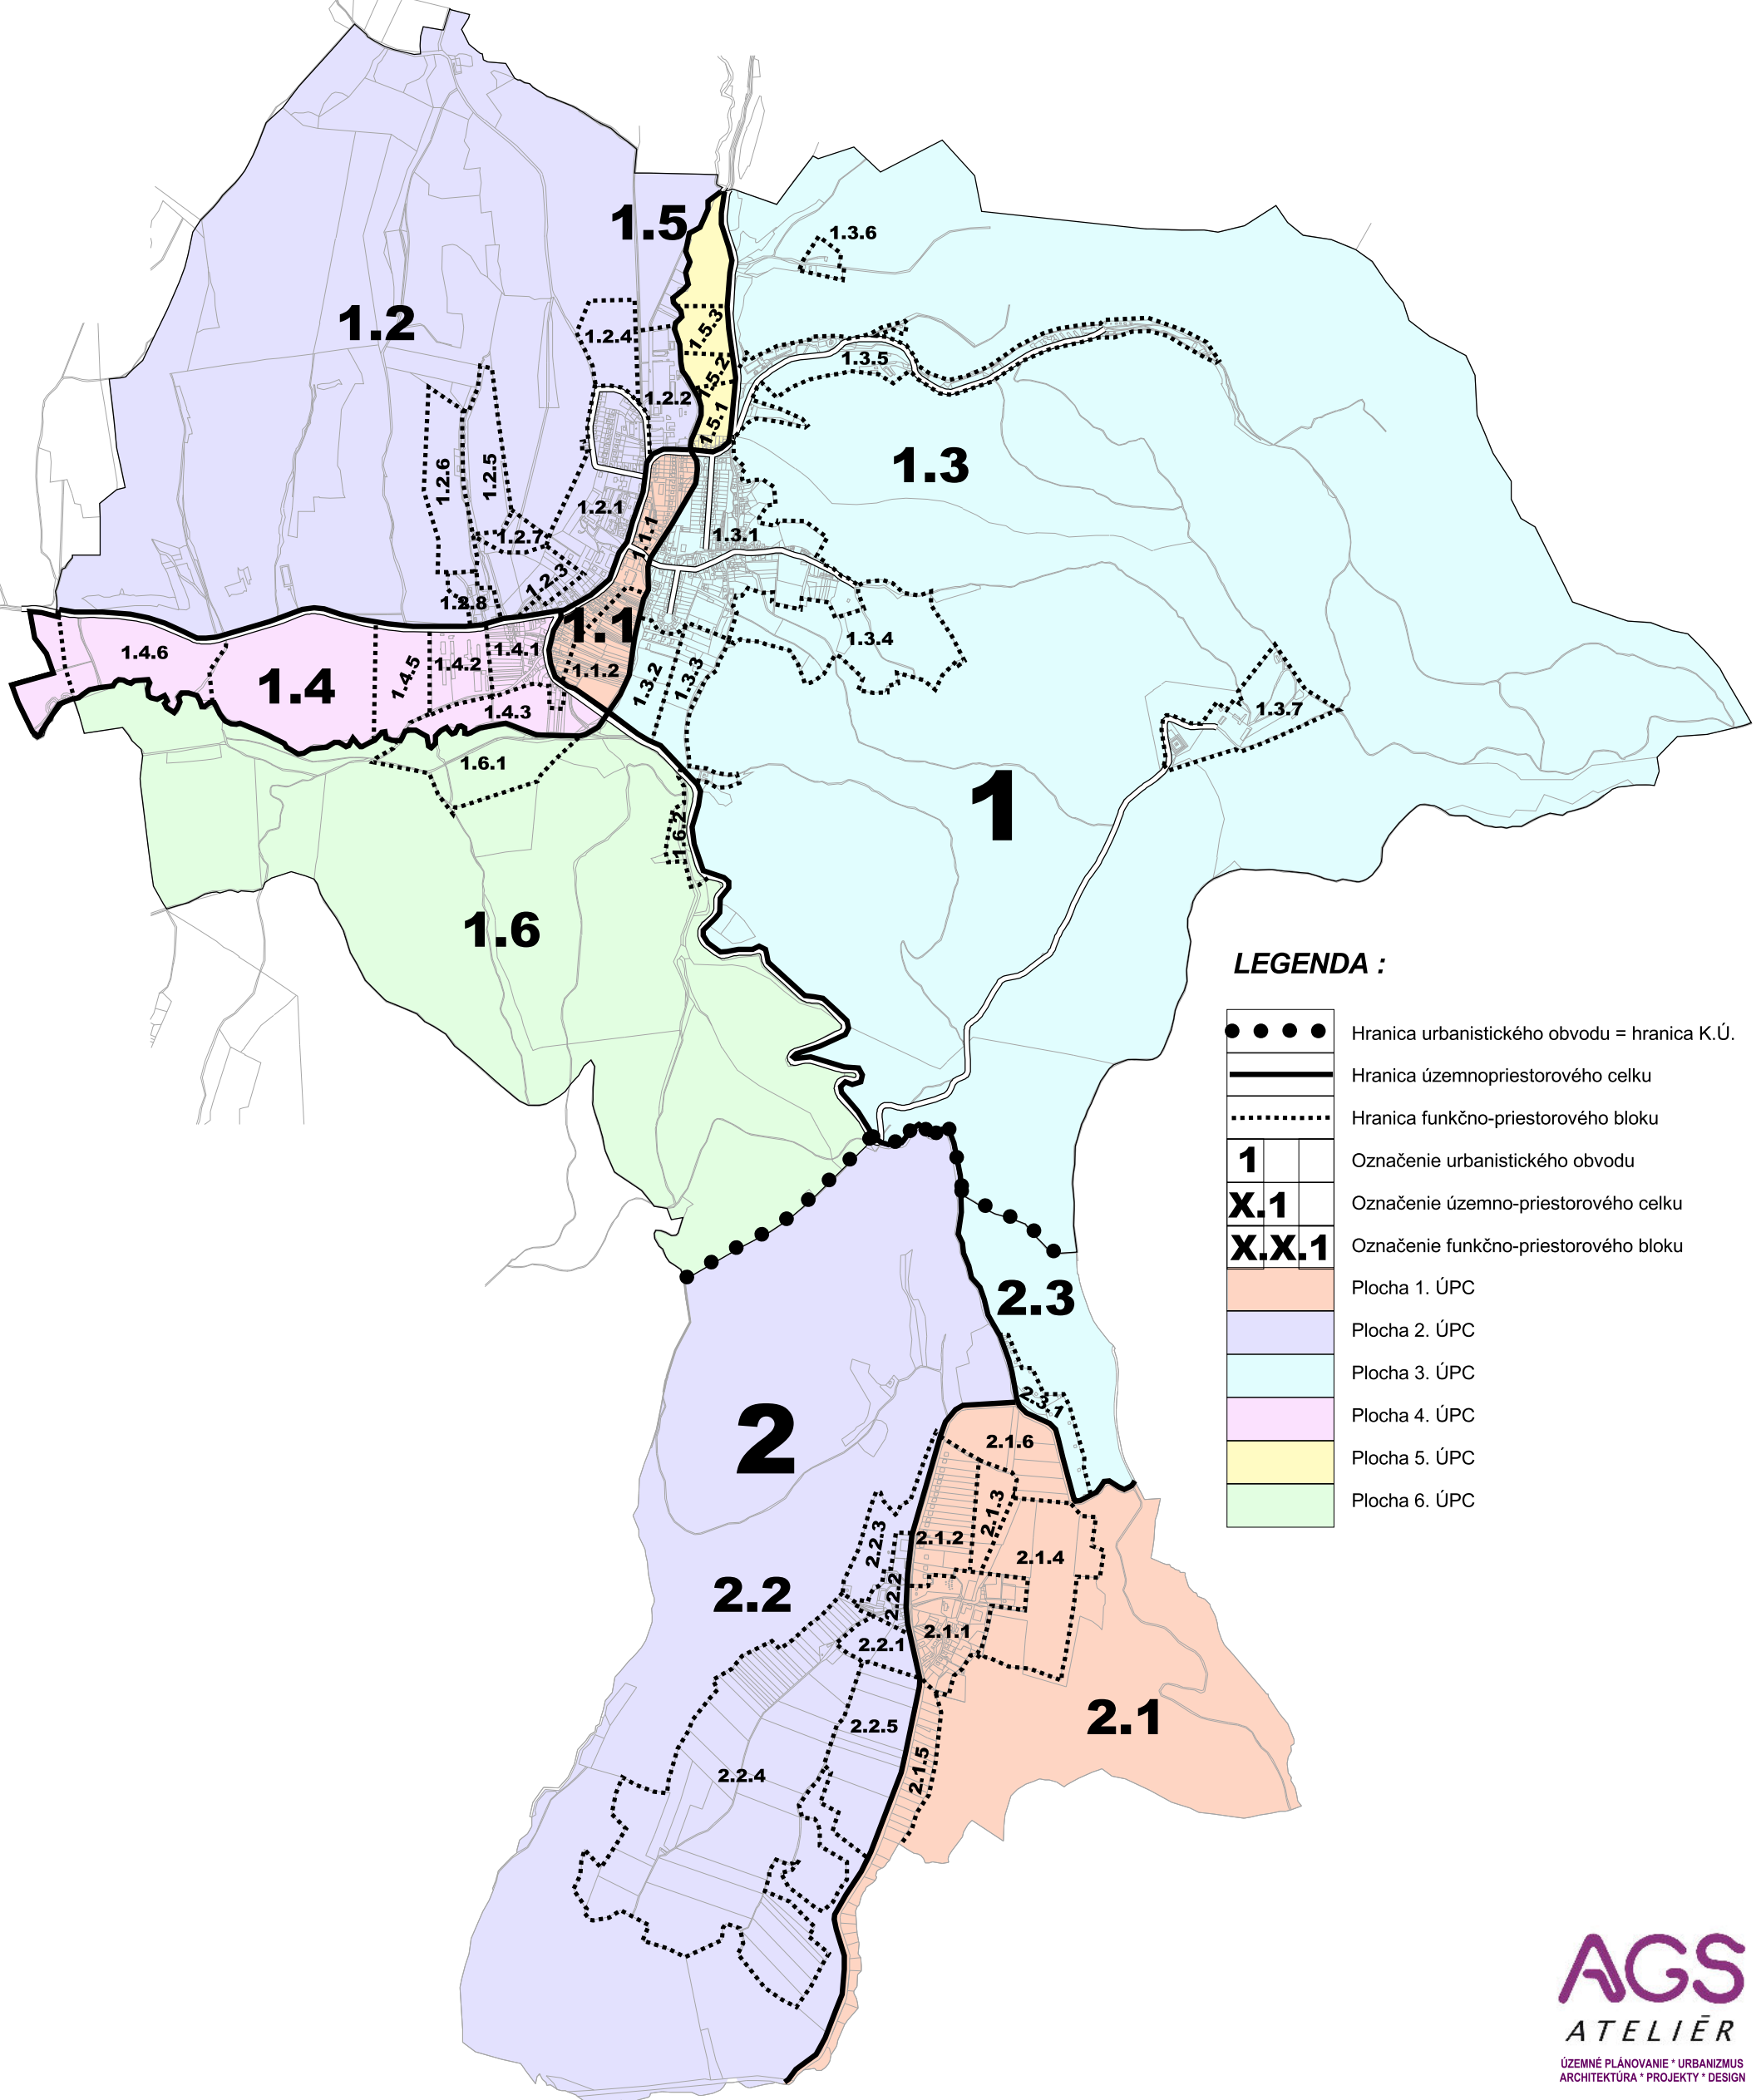 1.5
1.3.6
1.2
1.2.4
1.5.3
1.3.5
1.5.2
1.2.2
1.5.1
1.3
1.2.6
1.2.5
1.2.1
1.2.7
1.1.1
1.3.1
1.2.3
1.2.8
1.1
1.4.6
1.4.1
1.3.4
1.4.2
1.4.5
1.4
1.1.2
1.3.2
1.3.3
1.4.3
1.3.7
1.6.1
1
1.6.2
1.6
LEGENDA :
Hranica urbanistického obvodu = hranica K.Ú.
Hranica územnopriestorového celku
Hranica funkčno-priestorového bloku
1 Označenie urbanistického obvodu
X.1 Označenie územno-priestorového celku
X.X.1 Označenie funkčno-priestorového bloku
Plocha 1. ÚPC
Plocha 2. ÚPC
Plocha 3. ÚPC
Plocha 4. ÚPC
Plocha 5. ÚPC
Plocha 6. ÚPC
2.3
2.3.1
2
2.1.6
2.1.3
2.2.3
2.1.2
2.1.4
2.2
2.2.2
2.1.1
2.2.1
2.1
2.2.5
2.1.5
2.2.4
AGS
ATELIÉR
ÚZEMNÉ PLÁNOVANIE * URBANIZMUS
ARCHITEKTÚRA * PROJEKTY * DESIGN